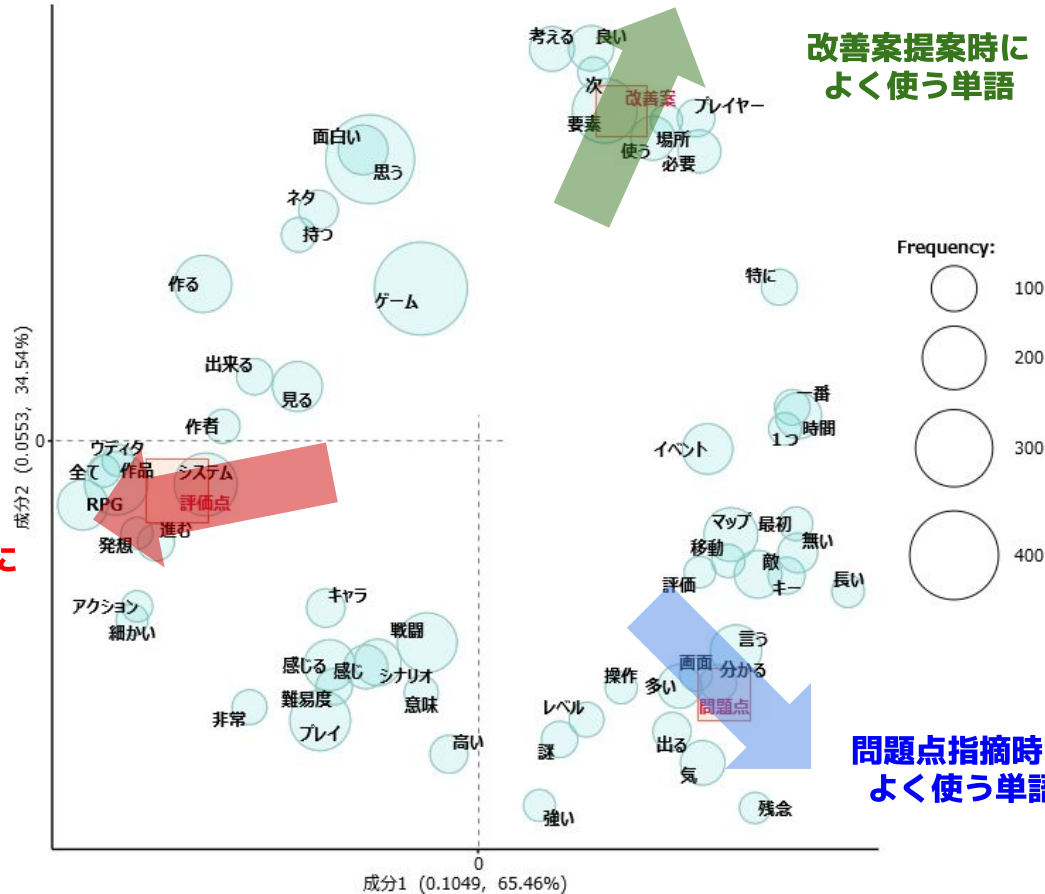 改善案提案時に
よく使う単語
考える
良い
次
改善案
プレイヤー
要素
使う
場所
必要
面白い
思う
ネタ
持つ
作る
ゲーム
特に
Frequency:
100
200
300
400
出来る
見る
作者
一番
時間
1つ
イベント
0
ウディタ
全て
作品
システム
RPG
評価点
進む
発想
に
マップ
最初
移動
無い
敵
評価
キー
長い
アクション
細かい
キャラ
戦闘
感じる
感じ
シナリオ
難易度
意味
非常
プレイ
高い
言う
画面
分かる
操作
多い
問題点
レベル
謎
出る
気
強い
残念
問題点指摘時
よく使う単語
0
成分1 (0.1049, 65.46%)
成分2 (0.0553, 34.54%)